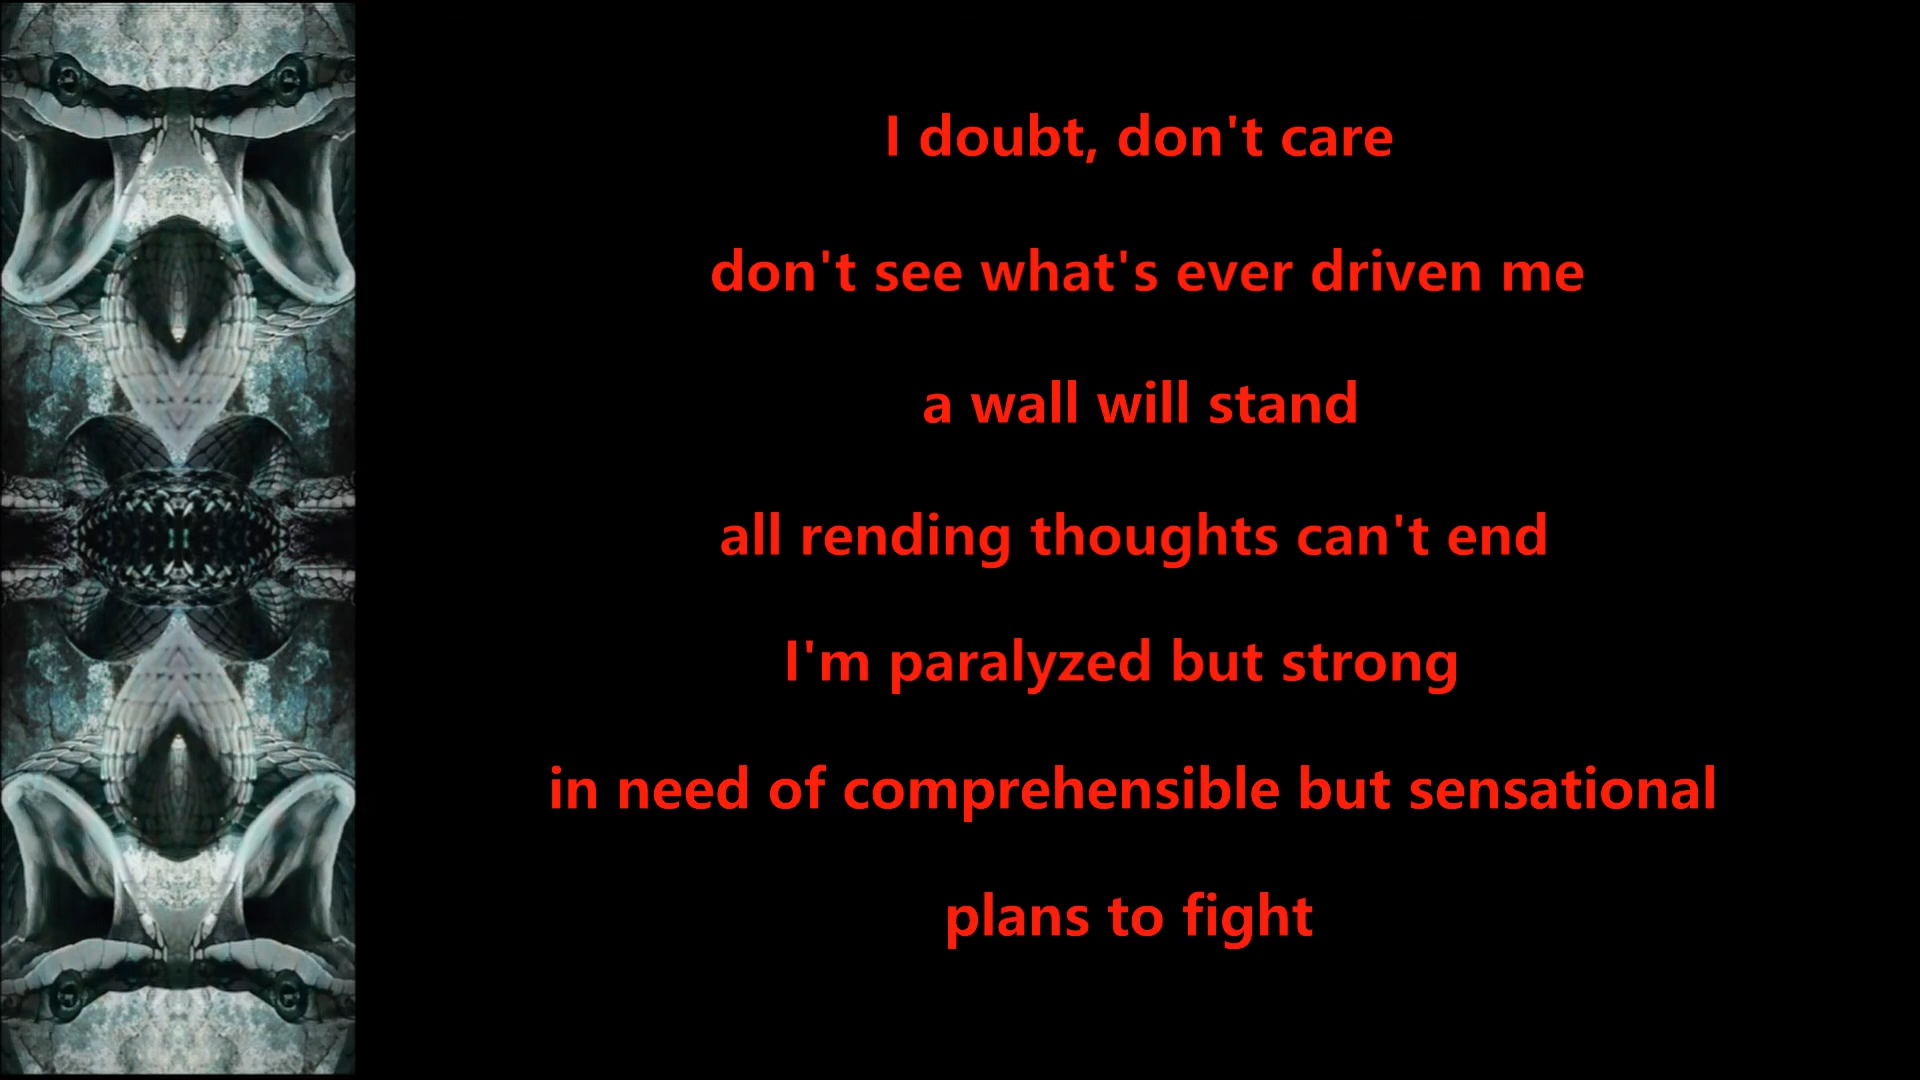 I doubt, don't care
don't see what's ever driven me
a wall will stand
all rending thoughts can't end
I'm paralyzed but strong
in need of comprehensible but sensational
plans to fight